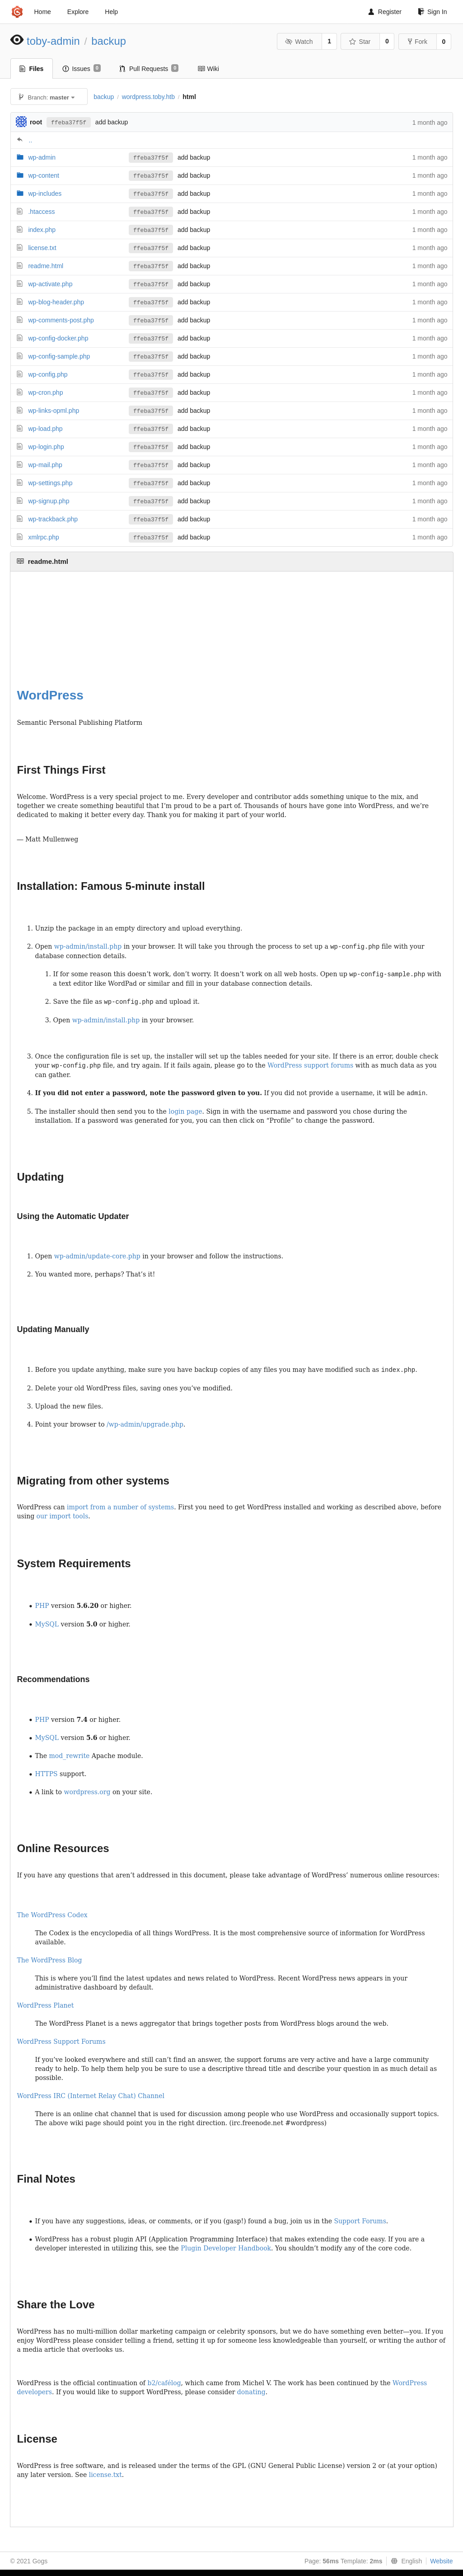 Home Explore Help Register Sign In
toby-admin / backup Watch 1 Star 0 Fork 0
Files Issues 0 Pull Requests 0 Wiki
Branch: master backup / wordpress.toby.htb / html
root ffeba37f5f add backup 1 month ago
..
wp-admin ffeba37f5f add backup 1 month ago
wp-content ffeba37f5f add backup 1 month ago
wp-includes ffeba37f5f add backup 1 month ago
.htaccess ffeba37f5f add backup 1 month ago
index.php ffeba37f5f add backup 1 month ago
license.txt ffeba37f5f add backup 1 month ago
readme.html ffeba37f5f add backup 1 month ago
wp-activate.php ffeba37f5f add backup 1 month ago
wp-blog-header.php ffeba37f5f add backup 1 month ago
wp-comments-post.php ffeba37f5f add backup 1 month ago
wp-config-docker.php ffeba37f5f add backup 1 month ago
wp-config-sample.php ffeba37f5f add backup 1 month ago
wp-config.php ffeba37f5f add backup 1 month ago
wp-cron.php ffeba37f5f add backup 1 month ago
wp-links-opml.php ffeba37f5f add backup 1 month ago
wp-load.php ffeba37f5f add backup 1 month ago
wp-login.php ffeba37f5f add backup 1 month ago
wp-mail.php ffeba37f5f add backup 1 month ago
wp-settings.php ffeba37f5f add backup 1 month ago
wp-signup.php ffeba37f5f add backup 1 month ago
wp-trackback.php ffeba37f5f add backup 1 month ago
xmlrpc.php ffeba37f5f add backup 1 month ago
readme.html
WordPress
Semantic Personal Publishing Platform
First Things First
Welcome. WordPress is a very special project to me. Every developer and contributor adds something unique to the mix, and
together we create something beautiful that I'm proud to be a part of. Thousands of hours have gone into WordPress, and we're
dedicated to making it better every day. Thank you for making it part of your world.
— Matt Mullenweg
Installation: Famous 5-minute install
1. Unzip the package in an empty directory and upload everything.
2. Open wp-admin/install.php in your browser. It will take you through the process to set up a wp-config.php file with your
database connection details.
1. If for some reason this doesn't work, don't worry. It doesn't work on all web hosts. Open up wp-config-sample.php with
a text editor like WordPad or similar and fill in your database connection details.
2. Save the file as wp-config.php and upload it.
3. Open wp-admin/install.php in your browser.
3. Once the configuration file is set up, the installer will set up the tables needed for your site. If there is an error, double check
your wp-config.php file, and try again. If it fails again, please go to the WordPress support forums with as much data as you
can gather.
4. If you did not enter a password, note the password given to you. If you did not provide a username, it will be admin.
5. The installer should then send you to the login page. Sign in with the username and password you chose during the
installation. If a password was generated for you, you can then click on "Profile" to change the password.
Updating
Using the Automatic Updater
1. Open wp-admin/update-core.php in your browser and follow the instructions.
2. You wanted more, perhaps? That's it!
Updating Manually
1. Before you update anything, make sure you have backup copies of any files you may have modified such as index.php.
2. Delete your old WordPress files, saving ones you've modified.
3. Upload the new files.
4. Point your browser to /wp-admin/upgrade.php.
Migrating from other systems
WordPress can import from a number of systems. First you need to get WordPress installed and working as described above, before
using our import tools.
System Requirements
• PHP version 5.6.20 or higher.
• MySQL version 5.0 or higher.
Recommendations
• PHP version 7.4 or higher.
• MySQL version 5.6 or higher.
• The mod_rewrite Apache module.
• HTTPS support.
• A link to wordpress.org on your site.
Online Resources
If you have any questions that aren't addressed in this document, please take advantage of WordPress' numerous online resources:
The WordPress Codex
The Codex is the encyclopedia of all things WordPress. It is the most comprehensive source of information for WordPress
available.
The WordPress Blog
This is where you'll find the latest updates and news related to WordPress. Recent WordPress news appears in your
administrative dashboard by default.
WordPress Planet
The WordPress Planet is a news aggregator that brings together posts from WordPress blogs around the web.
WordPress Support Forums
If you've looked everywhere and still can't find an answer, the support forums are very active and have a large community
ready to help. To help them help you be sure to use a descriptive thread title and describe your question in as much detail as
possible.
WordPress IRC (Internet Relay Chat) Channel
There is an online chat channel that is used for discussion among people who use WordPress and occasionally support topics.
The above wiki page should point you in the right direction. (irc.freenode.net #wordpress)
Final Notes
• If you have any suggestions, ideas, or comments, or if you (gasp!) found a bug, join us in the Support Forums.
• WordPress has a robust plugin API (Application Programming Interface) that makes extending the code easy. If you are a
developer interested in utilizing this, see the Plugin Developer Handbook. You shouldn't modify any of the core code.
Share the Love
WordPress has no multi-million dollar marketing campaign or celebrity sponsors, but we do have something even better—you. If you
enjoy WordPress please consider telling a friend, setting it up for someone less knowledgeable than yourself, or writing the author of
a media article that overlooks us.
WordPress is the official continuation of b2/cafélog, which came from Michel V. The work has been continued by the WordPress
developers. If you would like to support WordPress, please consider donating.
License
WordPress is free software, and is released under the terms of the GPL (GNU General Public License) version 2 or (at your option)
any later version. See license.txt.
© 2021 Gogs Page: 56ms Template: 2ms English Website